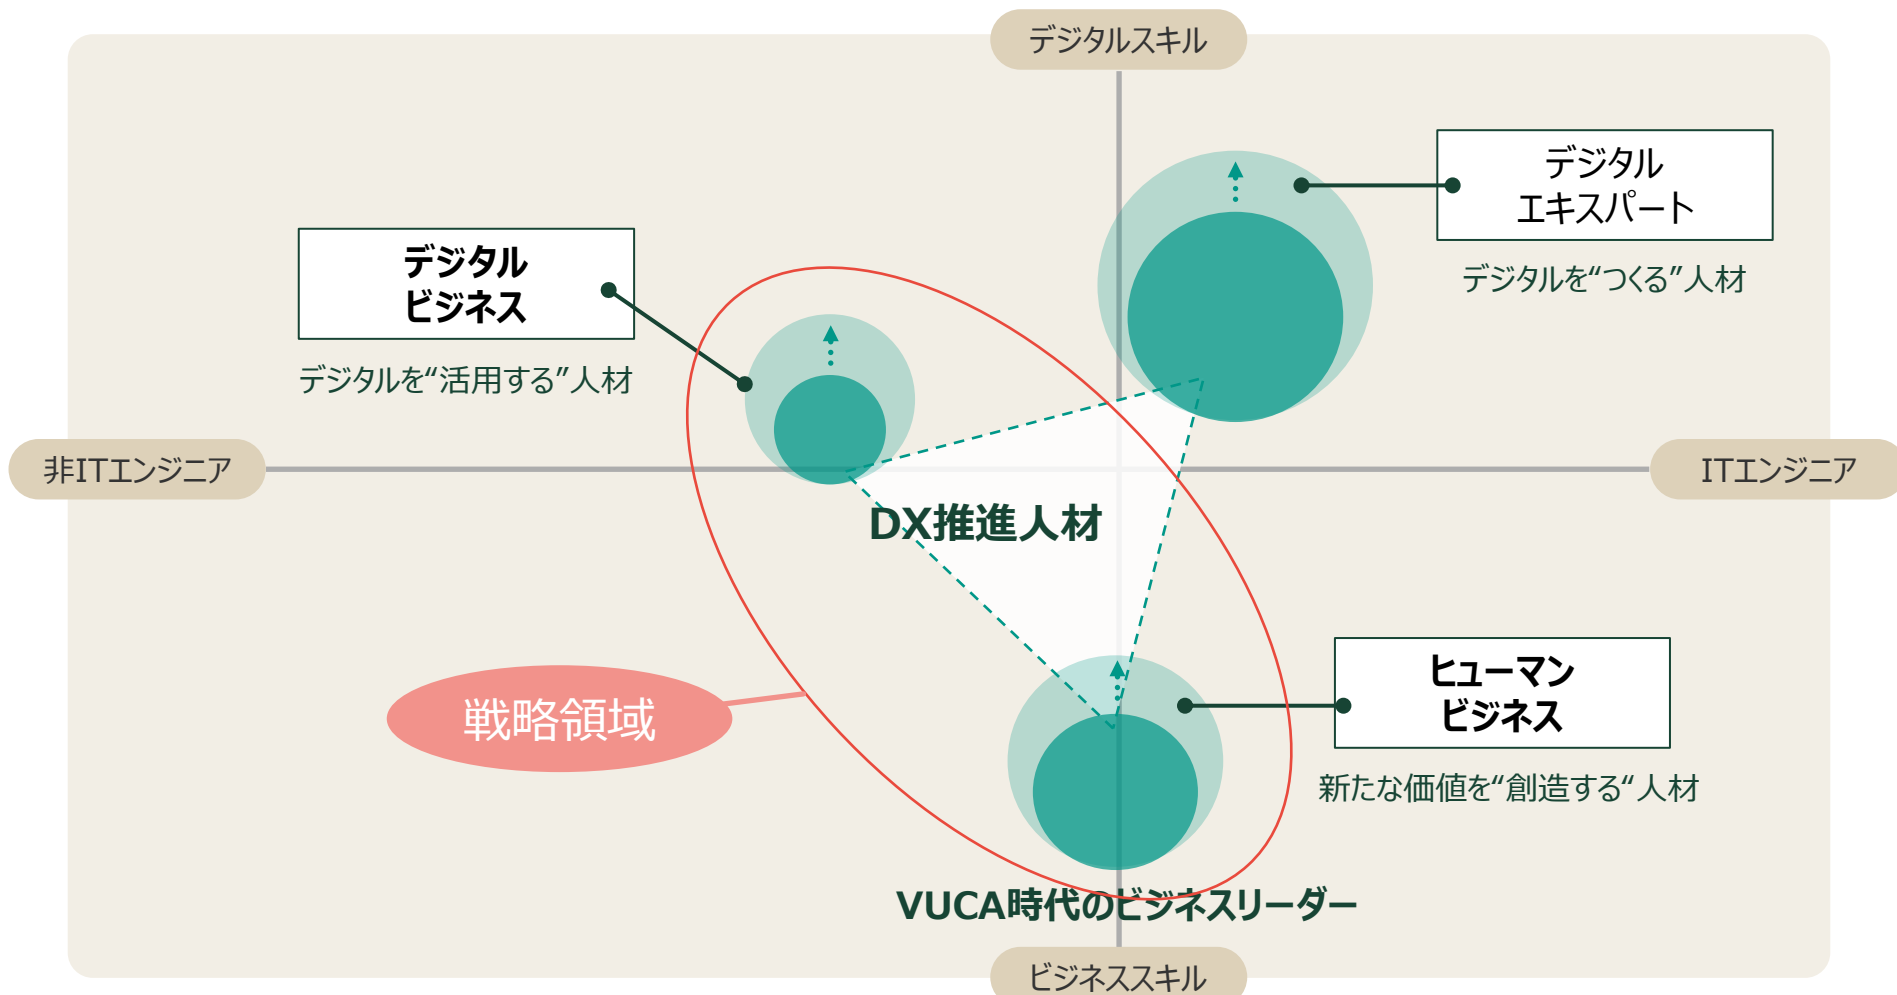 デジタルスキル
デジタル
エキスパート
デジタルを“つくる”人材
デジタル
ビジネス
デジタルを“活用する”人材
非ITエンジニア
ITエンジニア
DX推進人材
戦略領域
ヒューマン
ビジネス
新たな価値を“創造する“人材
VUCA時代のビジネスリーダー
ビジネススキル